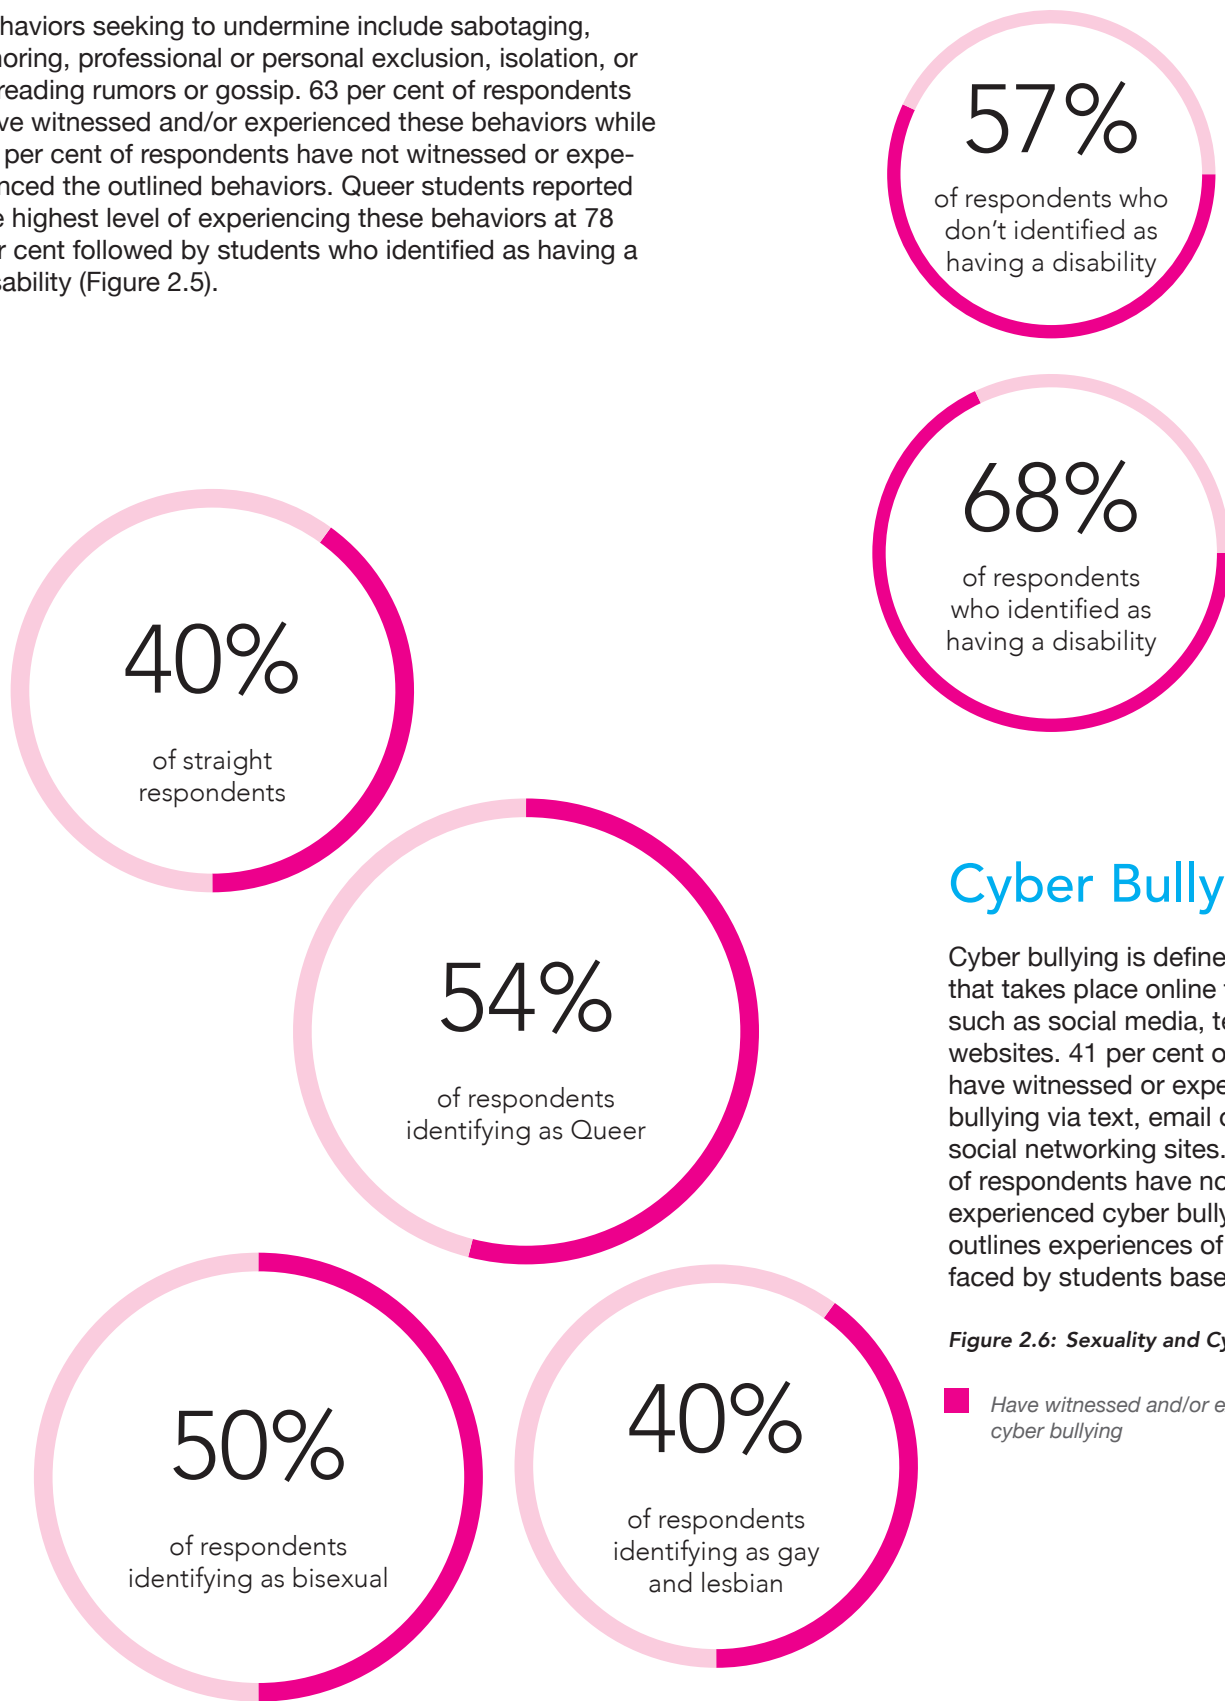 haviors seeking to undermine include sabotaging,
noring, professional or personal exclusion, isolation, or
reading rumors or gossip. 63 per cent of respondents
ve witnessed and/or experienced these behaviors while
per cent of respondents have not witnessed or expe-
nced the outlined behaviors. Queer students reported
e highest level of experiencing these behaviors at 78
r cent followed by students who identified as having a
sability (Figure 2.5).
57%
of respondents who
don't identified as
having a disability
68%
of respondents
who identified as
having a disability
40%
of straight
respondents
54%
of respondents
identifying as Queer
50%
of respondents
identifying as bisexual
40%
of respondents
identifying as gay
and lesbian
Cyber Bully
Cyber bullying is define
that takes place online
such as social media, te
websites. 41 per cent o
have witnessed or expe
bullying via text, email
social networking sites.
of respondents have no
experienced cyber bully
outlines experiences of
faced by students base
Figure 2.6: Sexuality and Cy
Have witnessed and/or e
cyber bullying